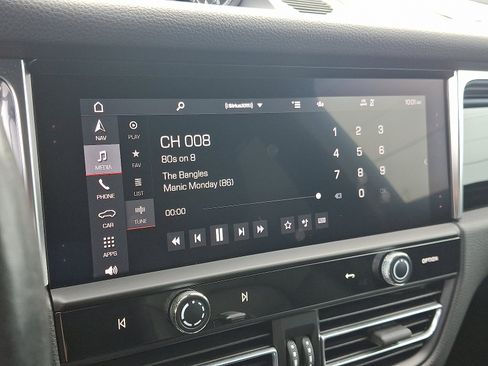 ((SiriusXM))
10:01
NAV
PLAY
CH 008
80s on 8
1 2 3
MEDIA
FAV
4 5 6
The Bangles
Manic Monday (86)
7 8 9
PHONE
LIST
0 OK
00:00
CAR
TUNE
APPS
OPTION